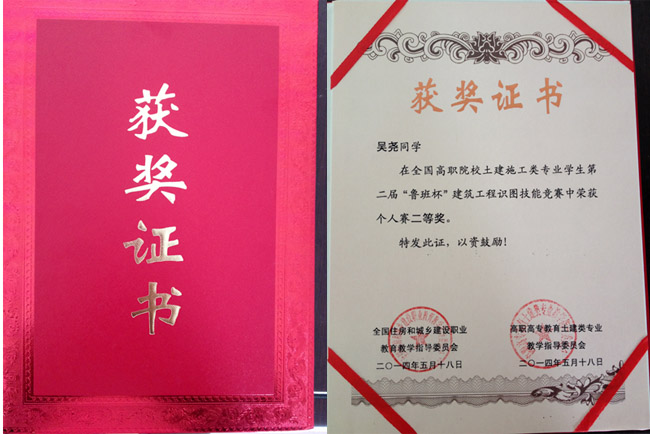 获奖证书
获奖证书
吴尧同学
在全国高职院校土建施工类专业学生第
二届“鲁班杯”建筑工程识图技能竞赛中荣获
个人赛二等奖。
特发此证，以资鼓励！
全国住房和城乡建设职业
教育教学指导委员会
二〇一四年五月十八日
高职高专教育土建类专业
教学指导委员会
二〇一四年五月十八日